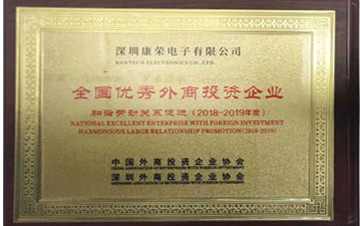 深圳康荣电子有限公司
全国优秀外商投资企业
和谐劳动关系促进(2018-2019年度)
NATIONAL EXCELLENT ENTERPRISE WITH FOREIGN INVESTMENT
HARMONIOUS LABOR RELATIONSHIP PROMOTION(2018-2019)
中国外商投资企业协会
深圳外商投资企业协会